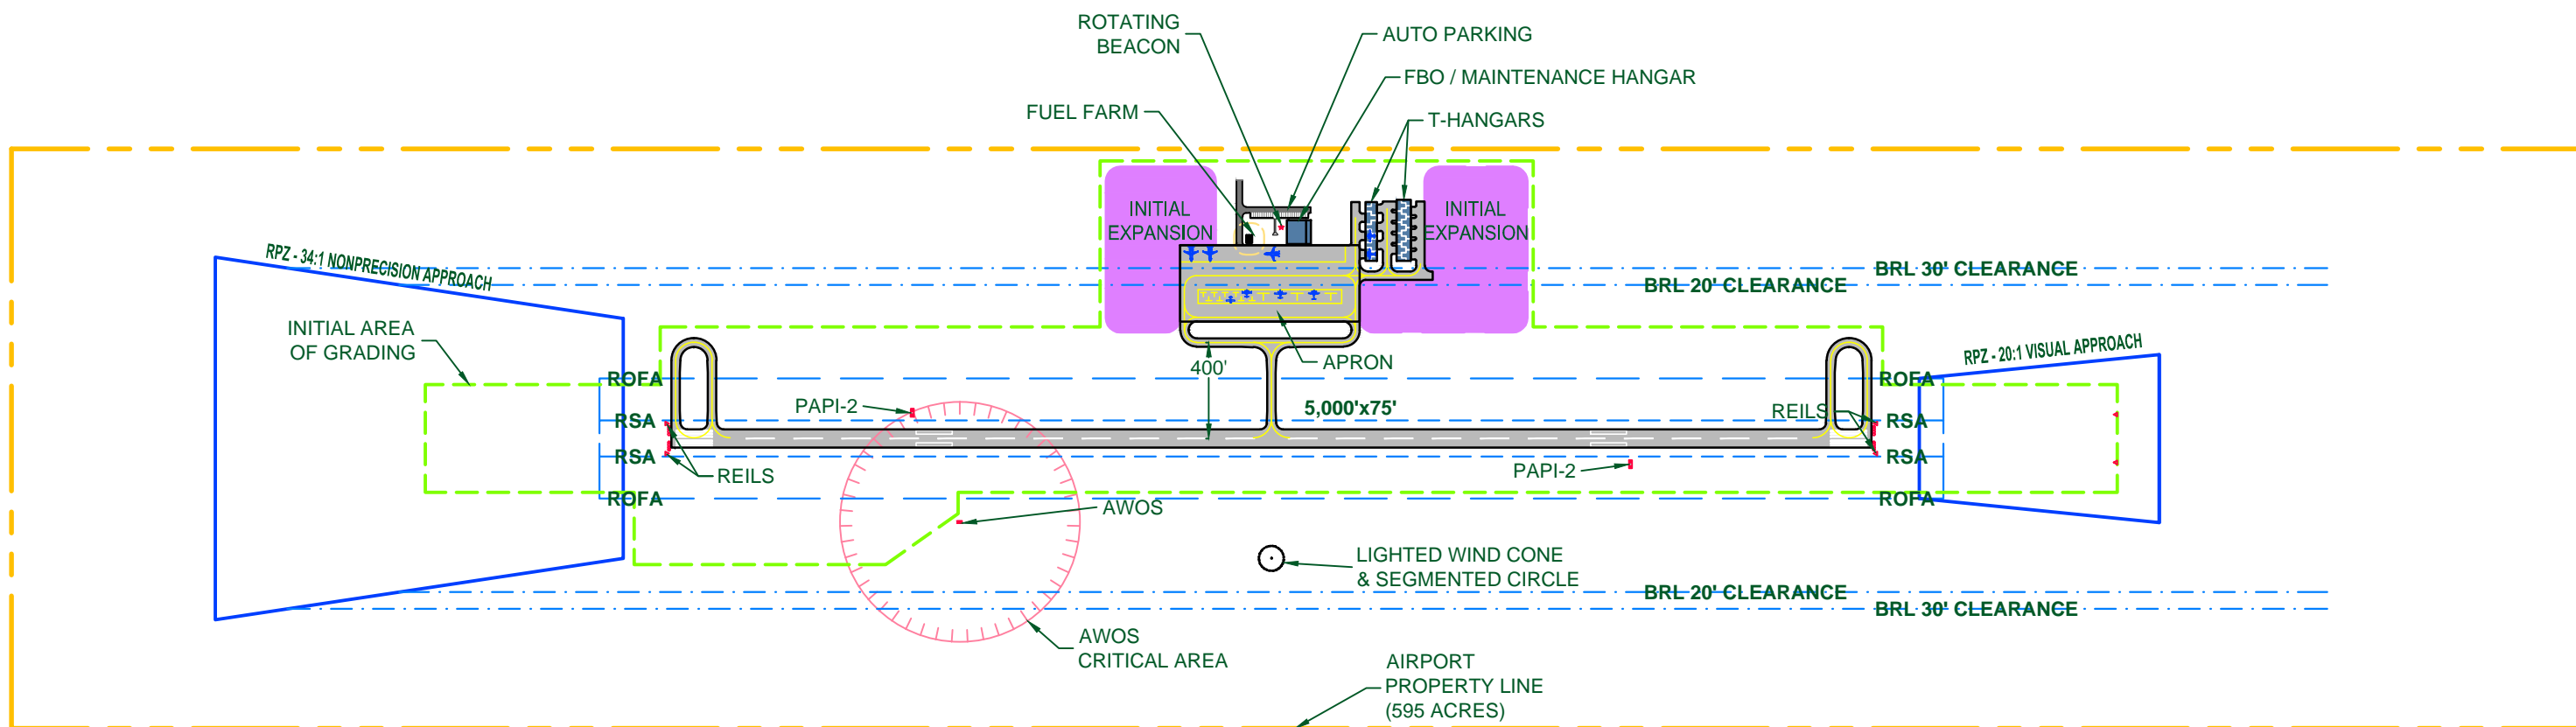 ROTATING
BEACON
AUTO PARKING
FBO / MAINTENANCE HANGAR
FUEL FARM
T-HANGARS
INITIAL
EXPANSION
INITIAL
EXPANSION
RPZ - 34:1 NONPRECISION APPROACH
BRL 30' CLEARANCE
BRL 20' CLEARANCE
INITIAL AREA
OF GRADING
RPZ - 20:1 VISUAL APPROACH
400'
APRON
ROFA
ROFA
PAPI-2
5,000'x75'
REILS
RSA
RSA
RSA
RSA
REILS
PAPI-2
ROFA
ROFA
AWOS
LIGHTED WIND CONE
& SEGMENTED CIRCLE
BRL 20' CLEARANCE
BRL 30' CLEARANCE
AWOS
CRITICAL AREA
AIRPORT
PROPERTY LINE
(595 ACRES)